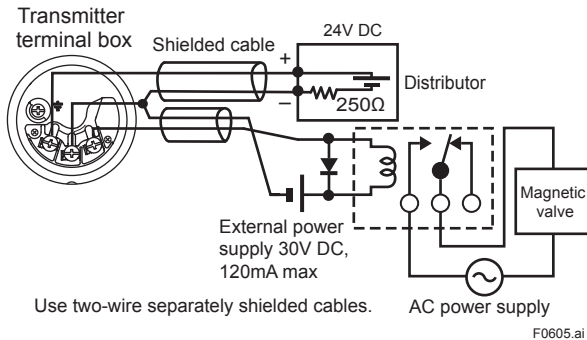 Transmitter
terminal box
Shielded cable
24V DC
+
−
250Ω
Distributor
External power
supply 30V DC,
120mA max
Magnetic
valve
Use two-wire separately shielded cables.
AC power supply
F0605.ai